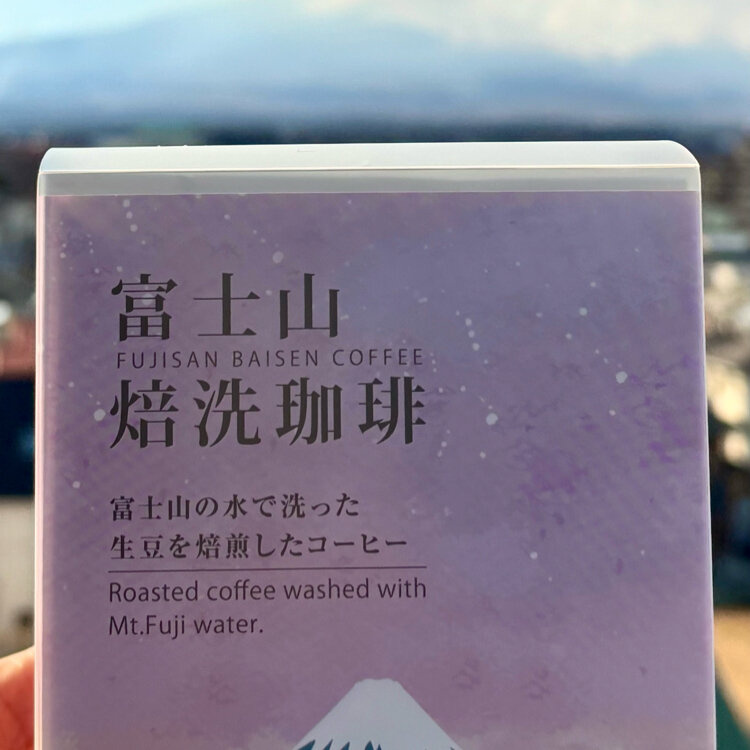 富士山
FUJISAN BAISEN COFFEE
焙洗珈琲
富士山の水で洗った
生豆を焙煎したコーヒー
Roasted coffee washed with
Mt.Fuji water.